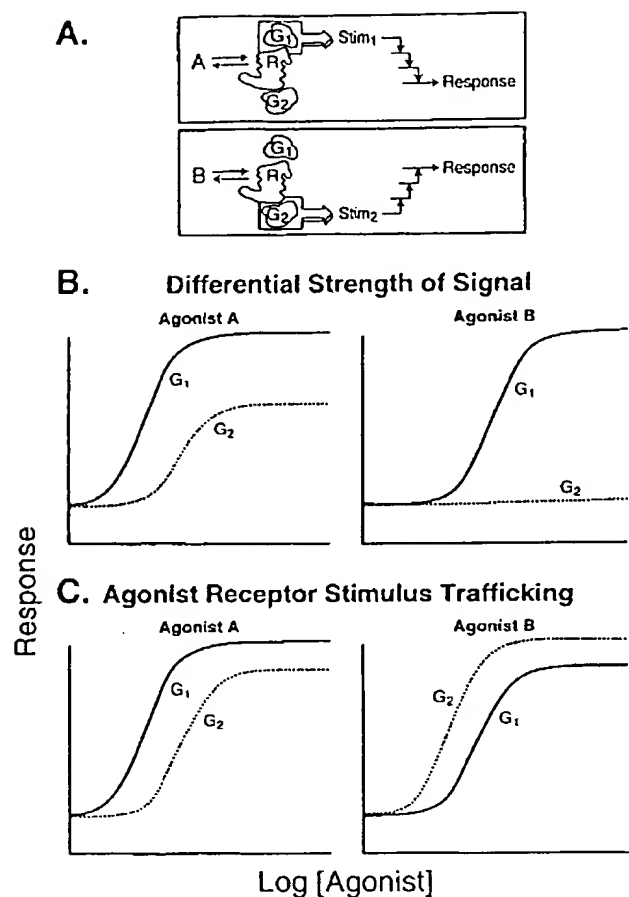 A.
G1
A
R
Stim1
Response
G2
G1
B
R
Response
G2
Stim2
B. Differential Strength of Signal
Agonist A
Agonist B
G1
G2
G1
G2
Response
C. Agonist Receptor Stimulus Trafficking
Agonist A
Agonist B
G1
G2
G2
G1
Log [Agonist]